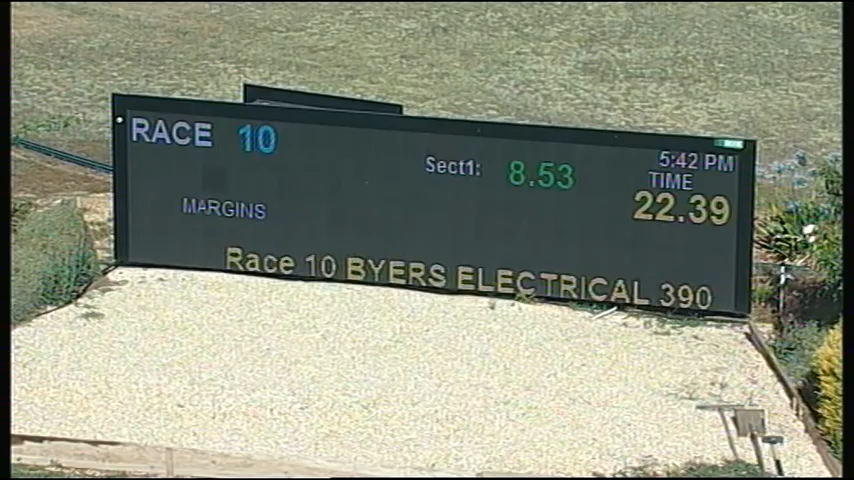 RACE 10
Sect1: 8.53
5:42 PM
TIME
22.39
MARGINS
Race 10 BYERS ELECTRICAL 390